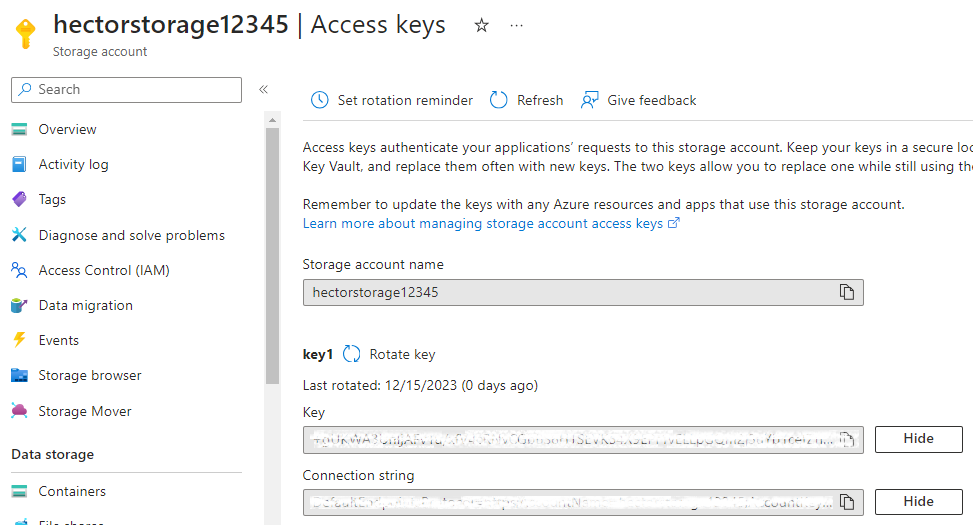 hectorstorage12345 | Access keys
Storage account
Search
Overview
Activity log
Tags
Diagnose and solve problems
Access Control (IAM)
Data migration
Events
Storage browser
Storage Mover
Data storage
Containers
File shares
Set rotation reminder
Refresh
Give feedback
Access keys authenticate your applications' requests to this storage account. Keep your keys in a secure
Key Vault, and replace them often with new keys. The two keys allow you to replace one while still using
Remember to update the keys with any Azure resources and apps that use this storage account.
Learn more about managing storage account access keys
Storage account name
hectorstorage12345
key1
Rotate key
Last rotated: 12/15/2023 (0 days ago)
Key
Hide
Connection string
Hide